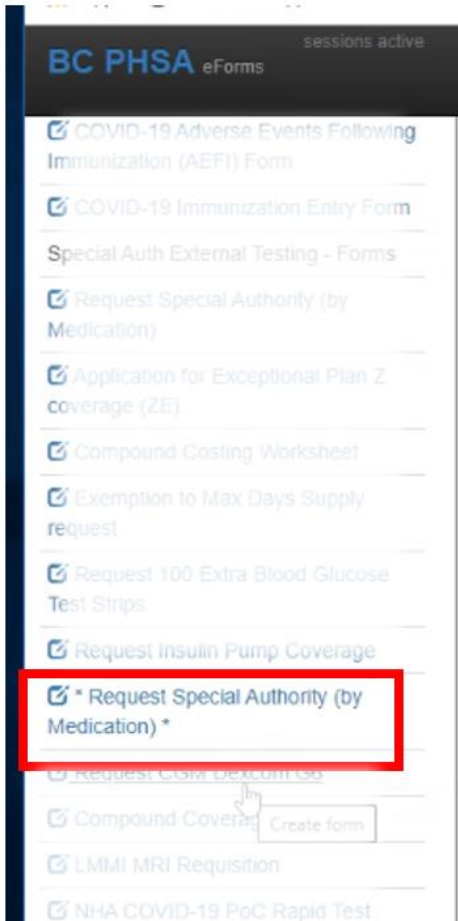 sessions active
BC PHSA eForms
COVID-19 Adverse Events Following
Immunization (AEFI) Form
COVID-19 Immunization Entry Form
Special Auth External Testing - Forms
Request Special Authority (by
Medication)
Application for Exceptional Plan Z
coverage (ZE)
Compound Costing Worksheet
Exemption to Max Days Supply
request
Request 100 Extra Blood Glucose
Test Strips
Request Insulin Pump Coverage
* Request Special Authority (by
Medication) *
Request CGM Dexcom G6
Compound Coverag
Create form
LMMI MRI Requisition
NHA COVID-19 PoC Rapid Test